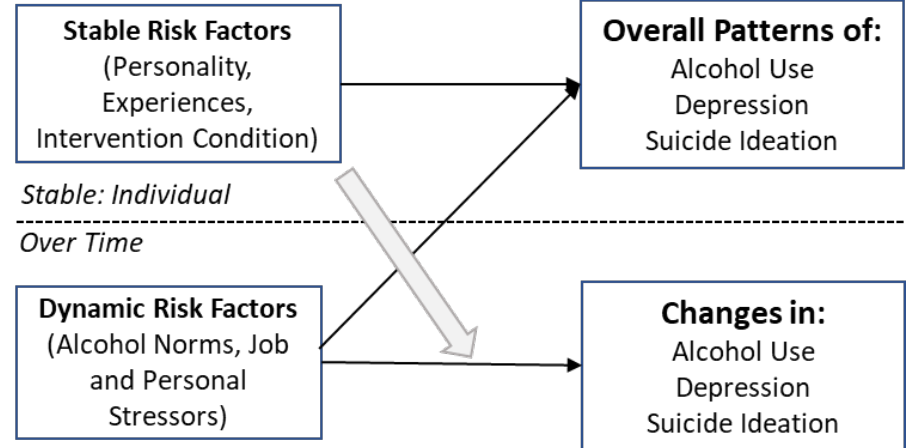 Stable Risk Factors
(Personality,
Experiences,
Intervention Condition)
Overall Patterns of:
Alcohol Use
Depression
Suicide Ideation
Stable: Individual
Over Time
Dynamic Risk Factors
(Alcohol Norms, Job
and Personal
Stressors)
Changes in:
Alcohol Use
Depression
Suicide Ideation